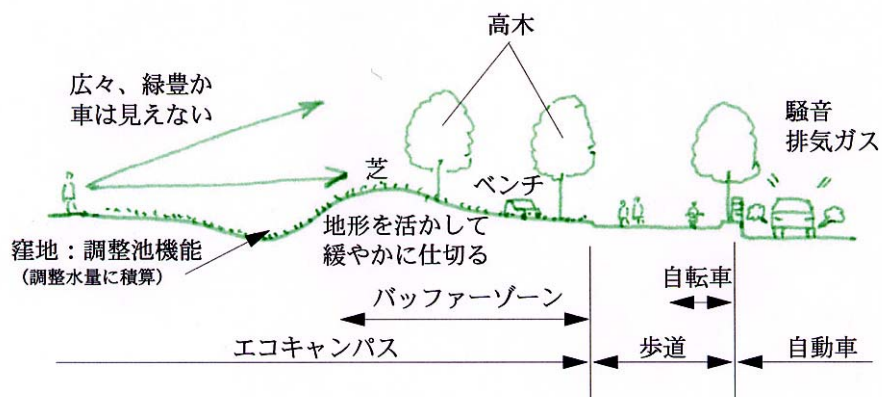 高木
広々、緑豊か
車は見えない
騒音
排気ガス
芝
ベンチ
地形を活かして
緩やかに仕切る
窪地：調整池機能
（調整水量に積算）
自転車
バッファーゾーン
エコキャンパス
歩道
自動車